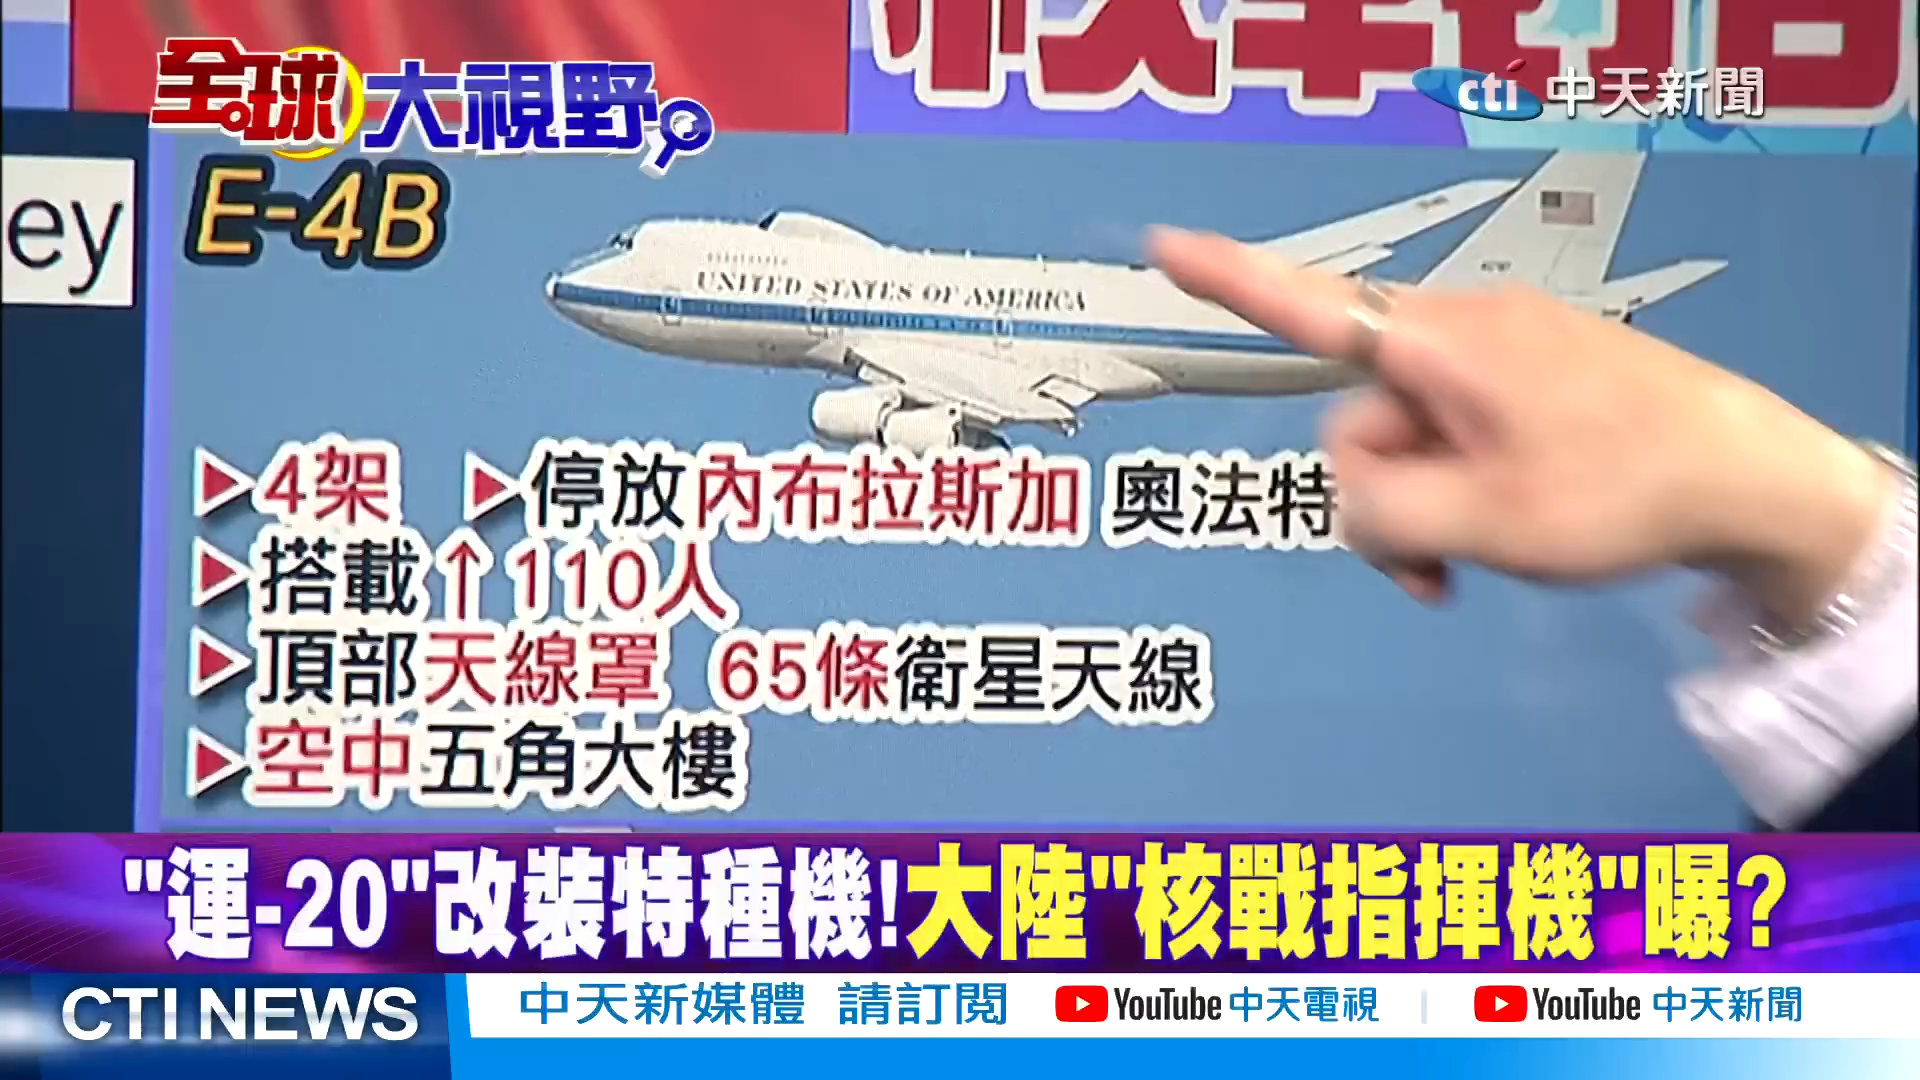 全球大視野
cti 中天新聞
ey
E-4B
UNITED STATES OF AMERICA
▶4架 ▶停放內布拉斯加 奧法特
▶搭載↑110人
▶頂部天線罩 65條衛星天線
▶空中五角大樓
"運-20"改裝特種機!大陸"核戰指揮機"曝?
CTI NEWS
中天新媒體 請訂閱 YouTube 中天電視 | YouTube 中天新聞